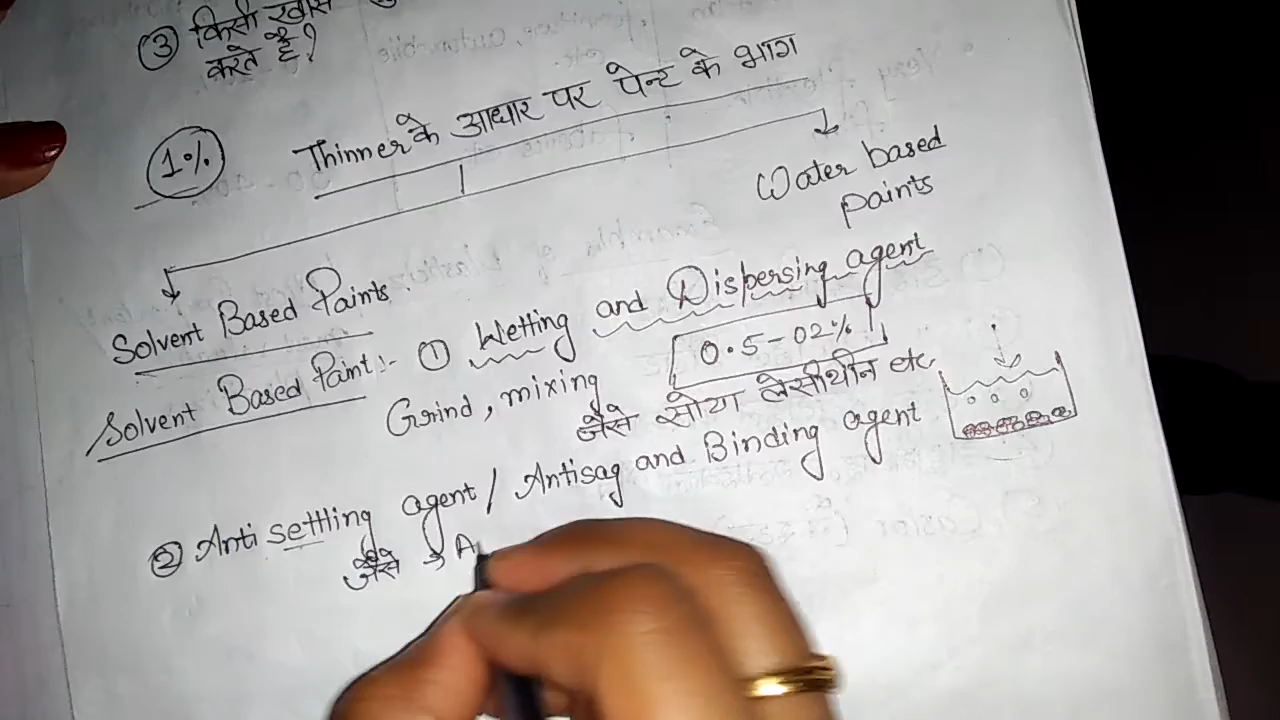 ③ किसी खास
करते है?
1% Thinner के आधार पर पेन्ट के भाग
Water based
paints
Solvent Based Paints.
Solvent Based Paint:- ① Wetting and Dispersing agent
Grind, mixing 0.5-02%
जैसे सोया लेसीथीन etc.
② Anti settling agent/ Antisag and Binding agent
जैसे → A